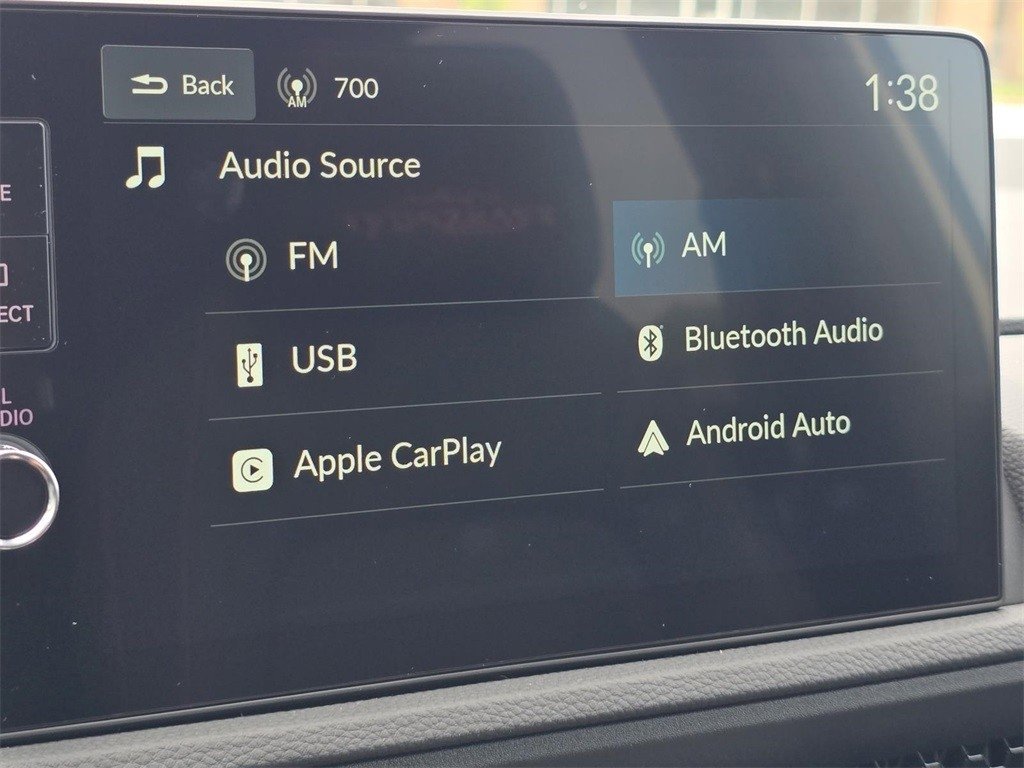 Back AM 700 1:38
Audio Source
FM AM
USB Bluetooth Audio
Apple CarPlay Android Auto